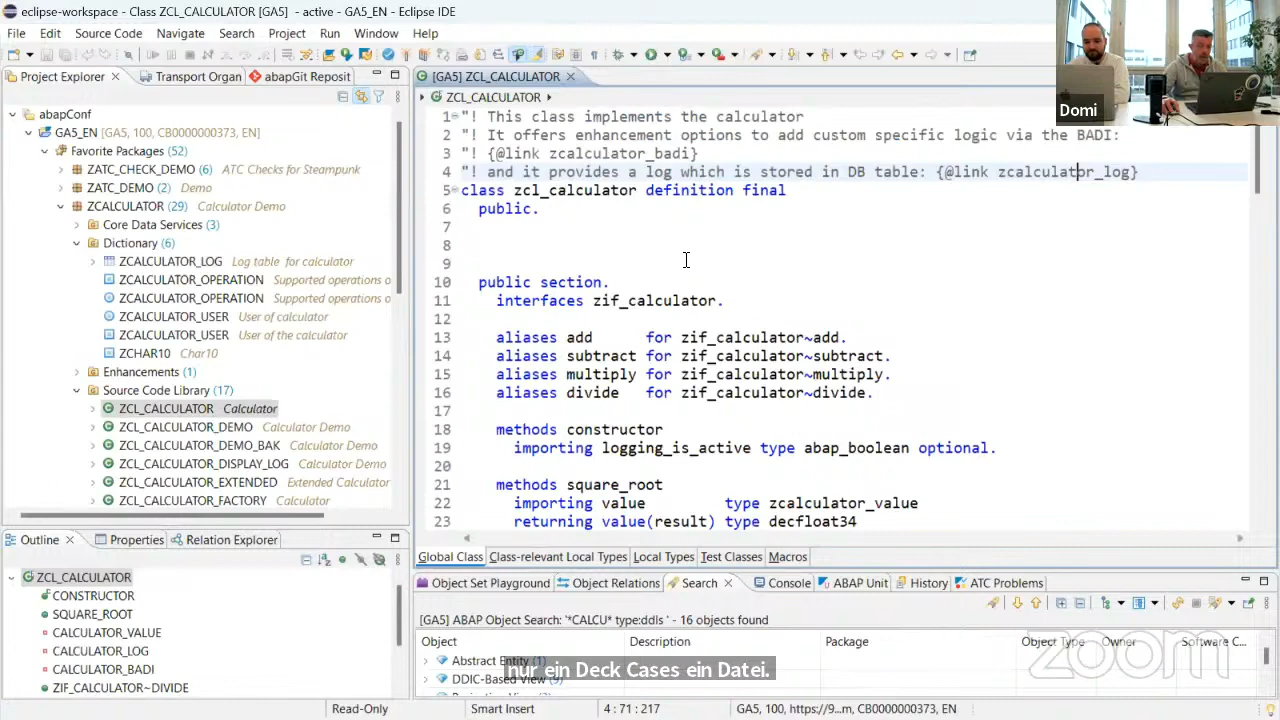 eclipse-workspace - Class ZCL_CALCULATOR [GA5] - active - GA5_EN - Eclipse IDE
File Edit Source Code Navigate Search Project Run Window Help
Project Explorer Transport Organ abapGit Reposit
abapConf
GA5_EN [GA5, 100, CB0000000373, EN]
Favorite Packages (52)
ZATC_CHECK_DEMO (6) ATC Checks for Steampunk
ZATC_DEMO (2) Demo
ZCALCULATOR (29) Calculator Demo
Core Data Services (3)
Dictionary (6)
ZCALCULATOR_LOG Log table for calculator
ZCALCULATOR_OPERATION Supported operations o
ZCALCULATOR_OPERATION Supported operations o
ZCALCULATOR_USER User of calculator
ZCALCULATOR_USER User of the calculator
ZCHAR10 Char10
Enhancements (1)
Source Code Library (17)
ZCL_CALCULATOR Calculator
ZCL_CALCULATOR_DEMO Calculator Demo
ZCL_CALCULATOR_DEMO_BAK Calculator Demo
ZCL_CALCULATOR_DISPLAY_LOG Calculator Demo
ZCL_CALCULATOR_EXTENDED Extended Calculator
ZCL_CALCULATOR_FACTORY Calculator
Outline Properties Relation Explorer
ZCL_CALCULATOR
CONSTRUCTOR
SQUARE_ROOT
CALCULATOR_VALUE
CALCULATOR_LOG
CALCULATOR_BADI
ZIF_CALCULATOR~DIVIDE
[GA5] ZCL_CALCULATOR
ZCL_CALCULATOR
1 "! This class implements the calculator
2 "! It offers enhancement options to add custom specific logic via the BADI:
3 "! {@link zcalculator_badi}
4 "! and it provides a log which is stored in DB table: {@link zcalculator_log}
5 class zcl_calculator definition final
6 public.
7
8
9
10 public section.
11 interfaces zif_calculator.
12
13 aliases add for zif_calculator~add.
14 aliases subtract for zif_calculator~subtract.
15 aliases multiply for zif_calculator~multiply.
16 aliases divide for zif_calculator~divide.
17
18 methods constructor
19 importing logging_is_active type abap_boolean optional.
20
21 methods square_root
22 importing value type zcalculator_value
23 returning value(result) type decfloat34
Global Class Class-relevant Local Types Local Types Test Classes Macros
Object Set Playground Object Relations Search Console ABAP Unit History ATC Problems
[GA5] ABAP Object Search: '*CALCU* type:ddls ' - 16 objects found
Object Description Package Object Type Owner Software C...
Abstract Entity (1)
DDIC-Based View (9)
nur ein Deck Cases ein Datei.
Domi
zoom
Read-Only Smart Insert 4 : 71 : 217 GA5, 100, https://9...m, CB0000000373, EN